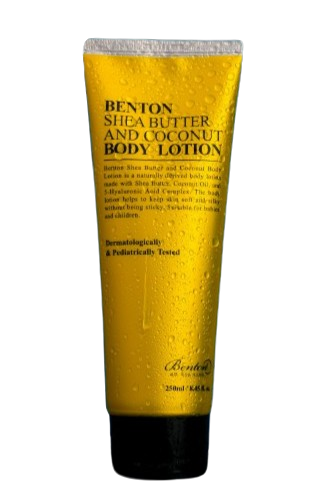 BENTON
SHEA BUTTER
AND COCONUT
BODY LOTION
Benton Shea Butter and Coconut Body
Lotion is a naturally derived body lotion
made with Shea Butter, Coconut Oil and
5-Hyaluronic Acid Complex. The body
lotion helps to keep skin soft and silky
without being sticky. Suitable for babies
and children.
Dermatologically
& Pediatrically Tested
Benton
250ml / 8.45 fl.